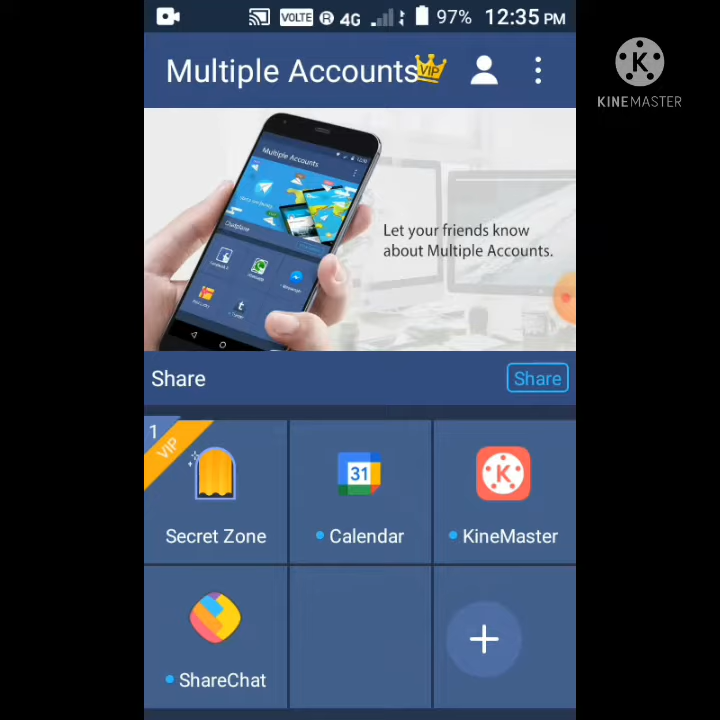 VOLTE R 4G 97% 12:35 PM
Multiple Accounts VIP
K
KINEMASTER
Multiple Accounts
Let your friends know
about Multiple Accounts.
Share Share
1 VIP
31
K
Secret Zone Calendar KineMaster
+
ShareChat